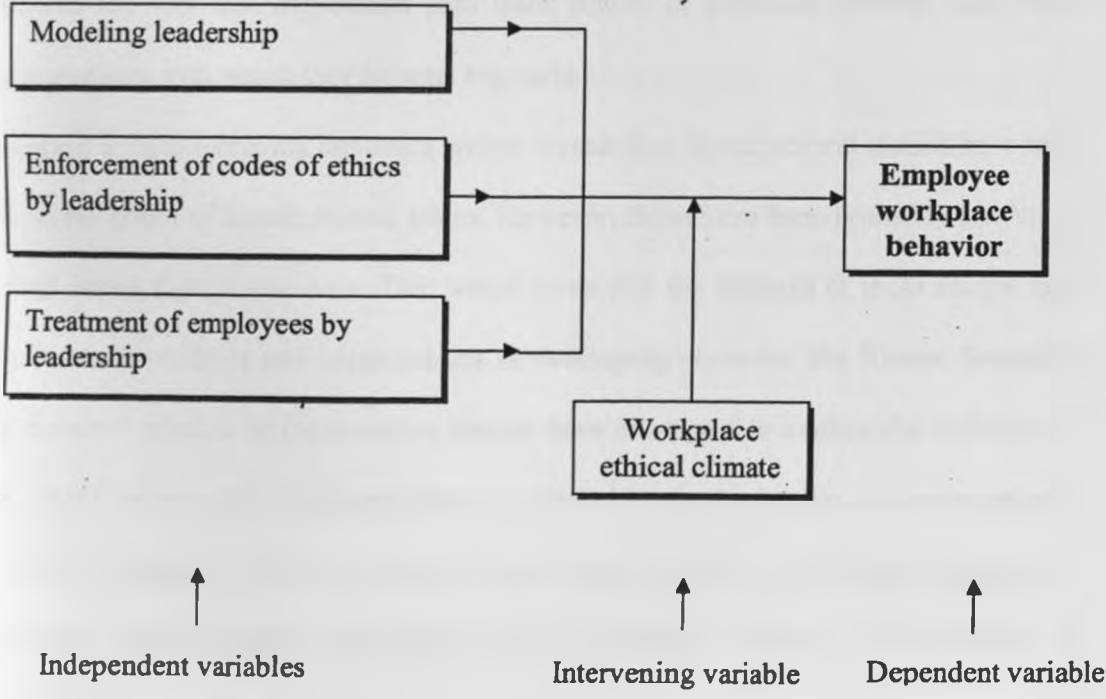 Modeling leadership
Enforcement of codes of ethics
by leadership
Treatment of employees by
leadership
Employee
workplace
behavior
Workplace
ethical climate
Independent variables
Intervening variable
Dependent variable